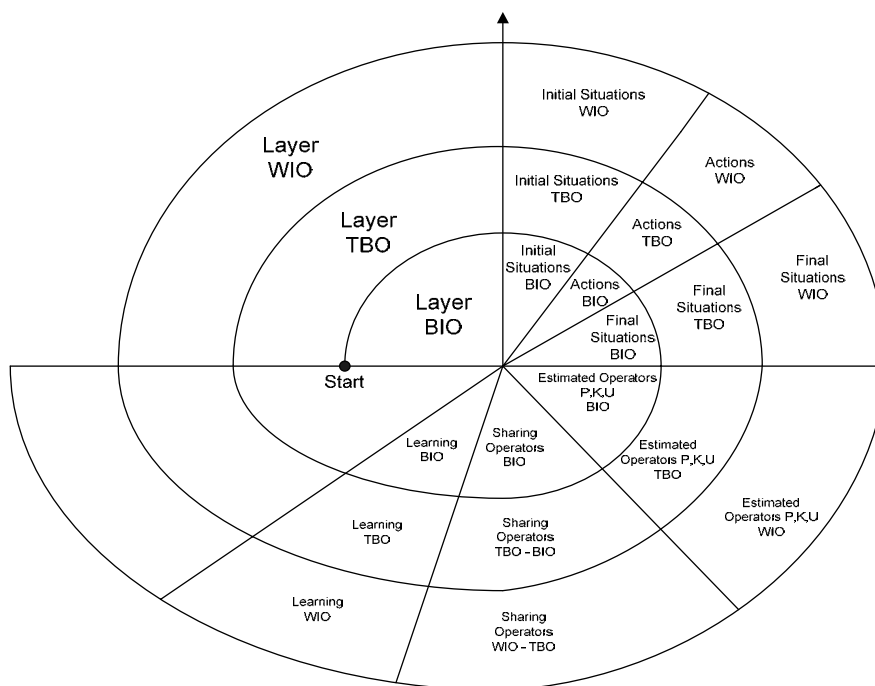 Initial Situations
WIO
Layer
WIO
Actions
WIO
Initial Situations
TBO
Layer
TBO
Actions
TBO
Initial
Situations
BIO
Final
Situations
WIO
Actions
BIO
Final
Situations
TBO
Layer
BIO
Final
Situations
BIO
Start
Estimated Operators
P,K,U
BIO
Learning
BIO
Sharing
Operators
BIO
Estimated
Operators P,K,U
TBO
Estimated
Operators P,K,U
WIO
Learning
TBO
Sharing
Operators
TBO - BIO
Learning
WIO
Sharing
Operators
WIO - TBO